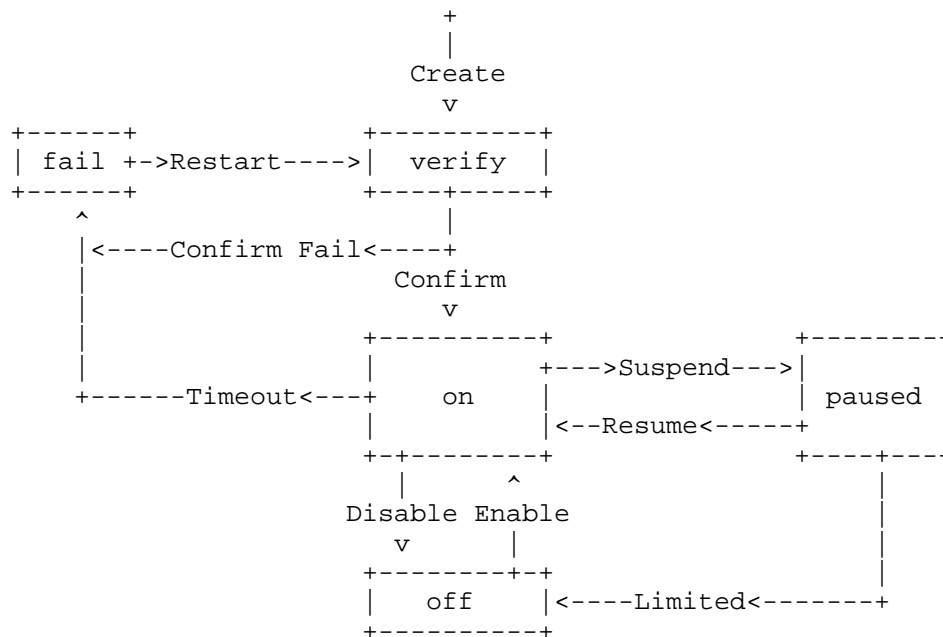 Create
fail Restart verify
Confirm Fail
Confirm
Suspend
Timeout on paused
Resume
Disable Enable
off Limited